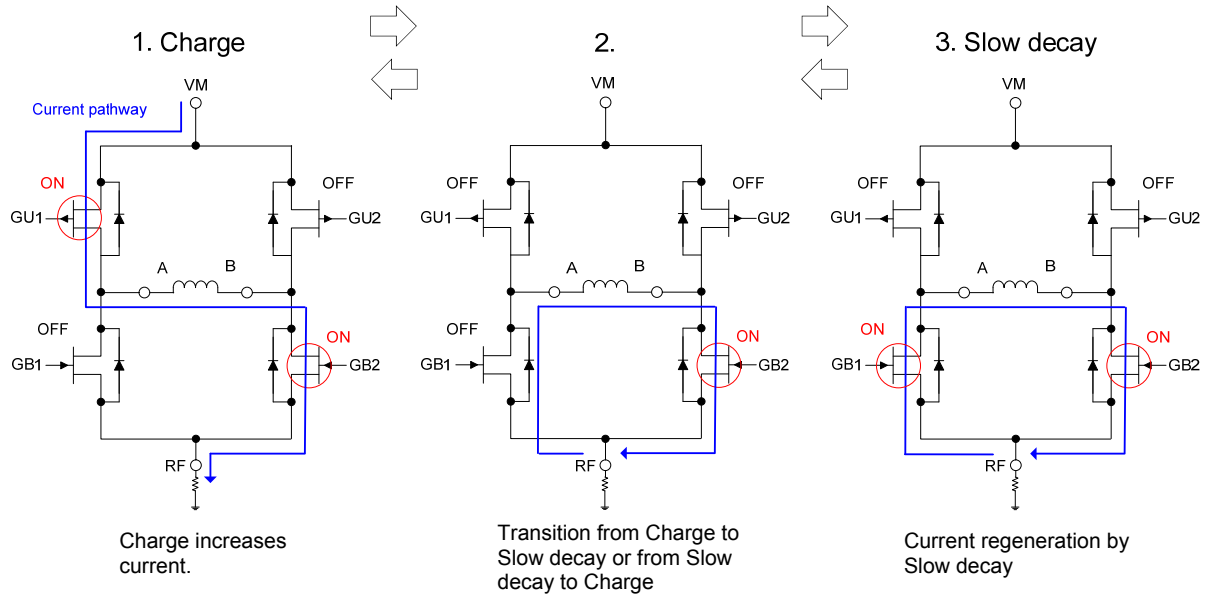 1. Charge
VM
Current pathway
ON
OFF
GU1
GU2
A
B
OFF
ON
GB1
GB2
RF
Charge increases
current.
2.
VM
OFF
OFF
GU1
GU2
A
B
OFF
ON
GB1
GB2
RF
Transition from Charge to
Slow decay or from Slow
decay to Charge
3. Slow decay
VM
OFF
OFF
GU1
GU2
A
B
ON
ON
GB1
GB2
RF
Current regeneration by
Slow decay